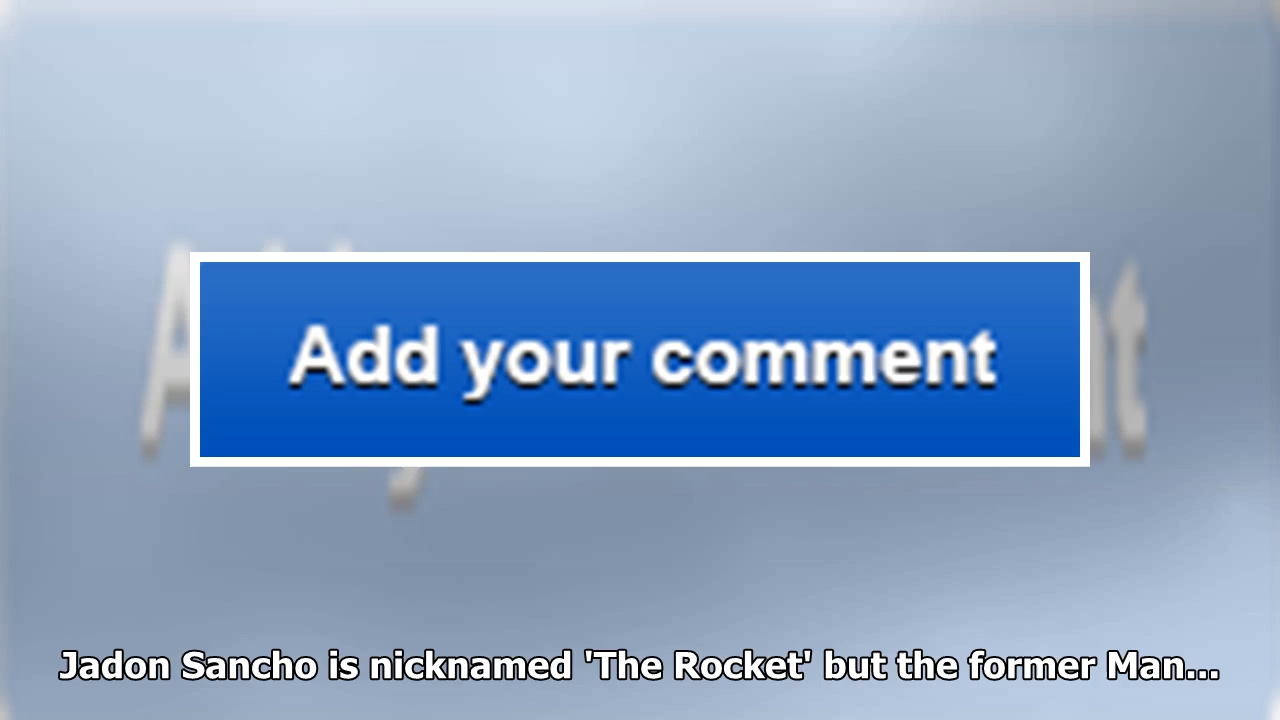 Add your comment
Jadon Sancho is nicknamed 'The Rocket' but the former Man...